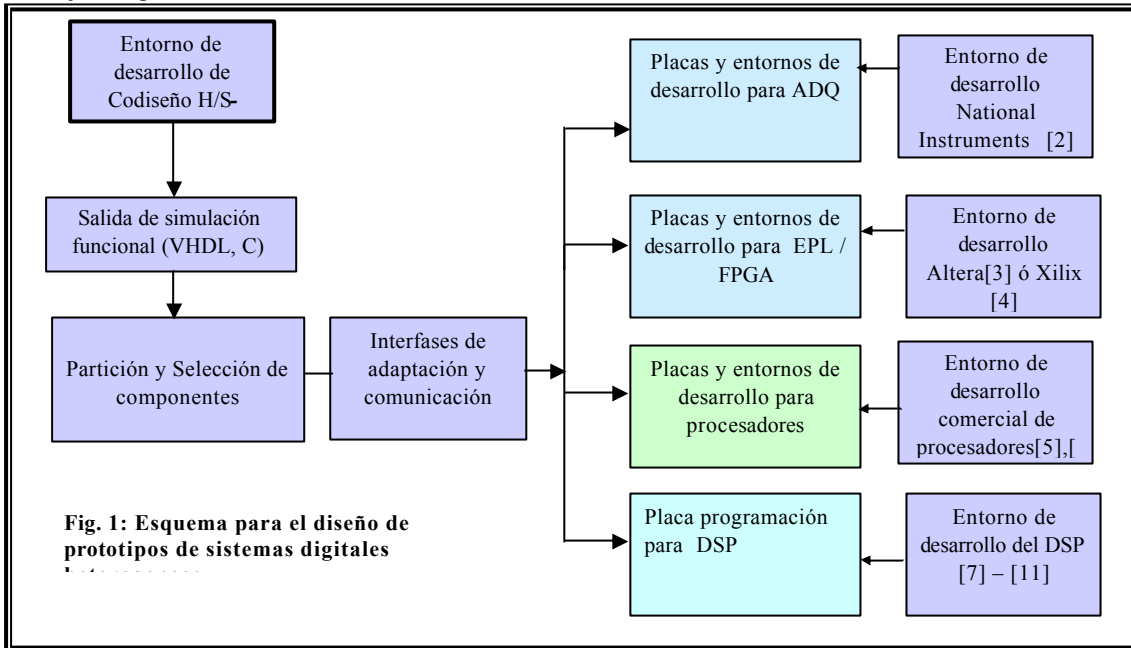 Entorno de
desarrollo de
Codiseño H/S-
Salida de simulación
funcional (VHDL, C)
Partición y Selección de
componentes
Interfases de
adaptación y
comunicación
Placas y entornos de
desarrollo para ADQ
Entorno de
desarrollo
National
Instruments [2]
Placas y entornos de
desarrollo para EPL /
FPGA
Entorno de
desarrollo
Altera[3] ó Xilix
[4]
Placas y entornos de
desarrollo para
procesadores
Entorno de
desarrollo
comercial de
procesadores[5],[
Placa programación
para DSP
Entorno de
desarrollo del DSP
[7] – [11]
Fig. 1: Esquema para el diseño de
prototipos de sistemas digitales